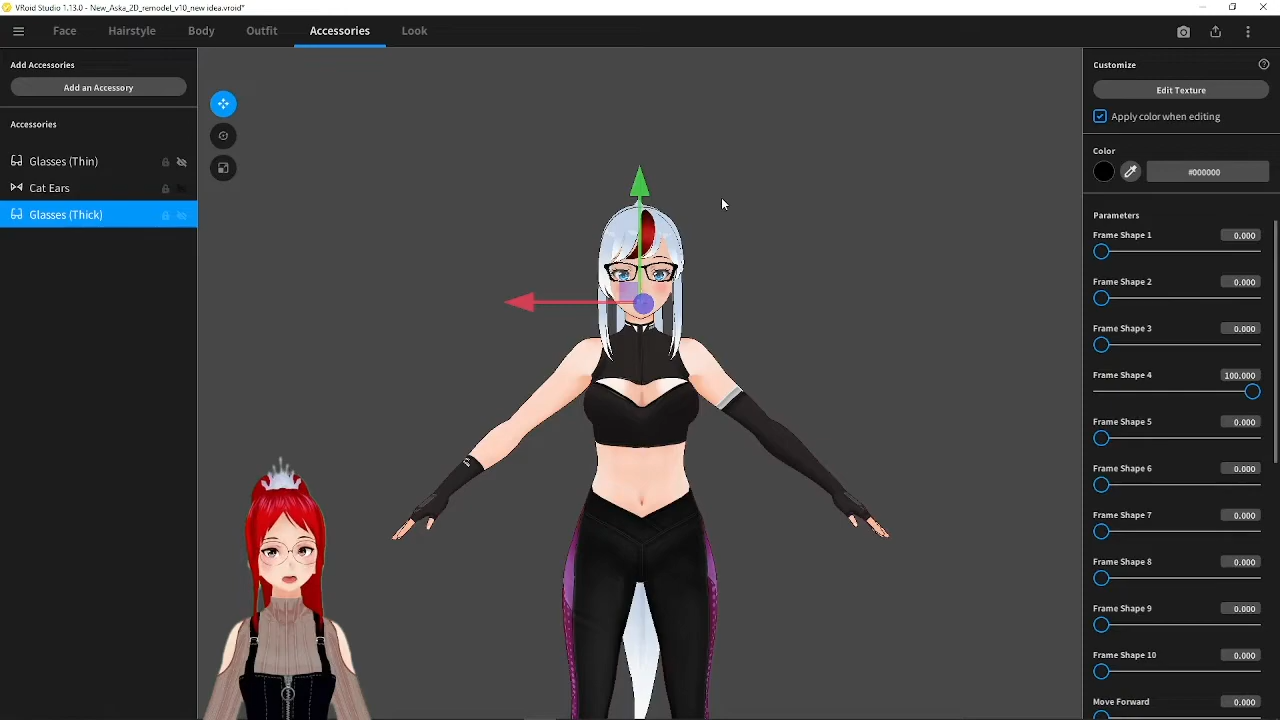 VRoid Studio 1.13.0 - New_Aska_2D_remodel_v10_new idea.vroid*
Face
Hairstyle
Body
Outfit
Accessories
Look
Add Accessories
Add an Accessory
Accessories
Glasses (Thin)
Cat Ears
Glasses (Thick)
Customize
Edit Texture
Apply color when editing
Color
#000000
Parameters
Frame Shape 1 0.000
Frame Shape 2 0.000
Frame Shape 3 0.000
Frame Shape 4 100.000
Frame Shape 5 0.000
Frame Shape 6 0.000
Frame Shape 7 0.000
Frame Shape 8 0.000
Frame Shape 9 0.000
Frame Shape 10 0.000
Move Forward 0.000